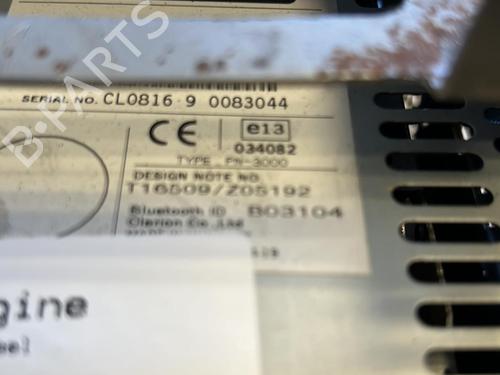 B-PARTS
SERIAL NO. CL0816-9 0083044
CE e13
034082
TYPE PN-3000
DESIGN NOTE NO.
T16509/Z05192
Bluetooth ID B03104
Clarion Co., Ltd.
gine
sel